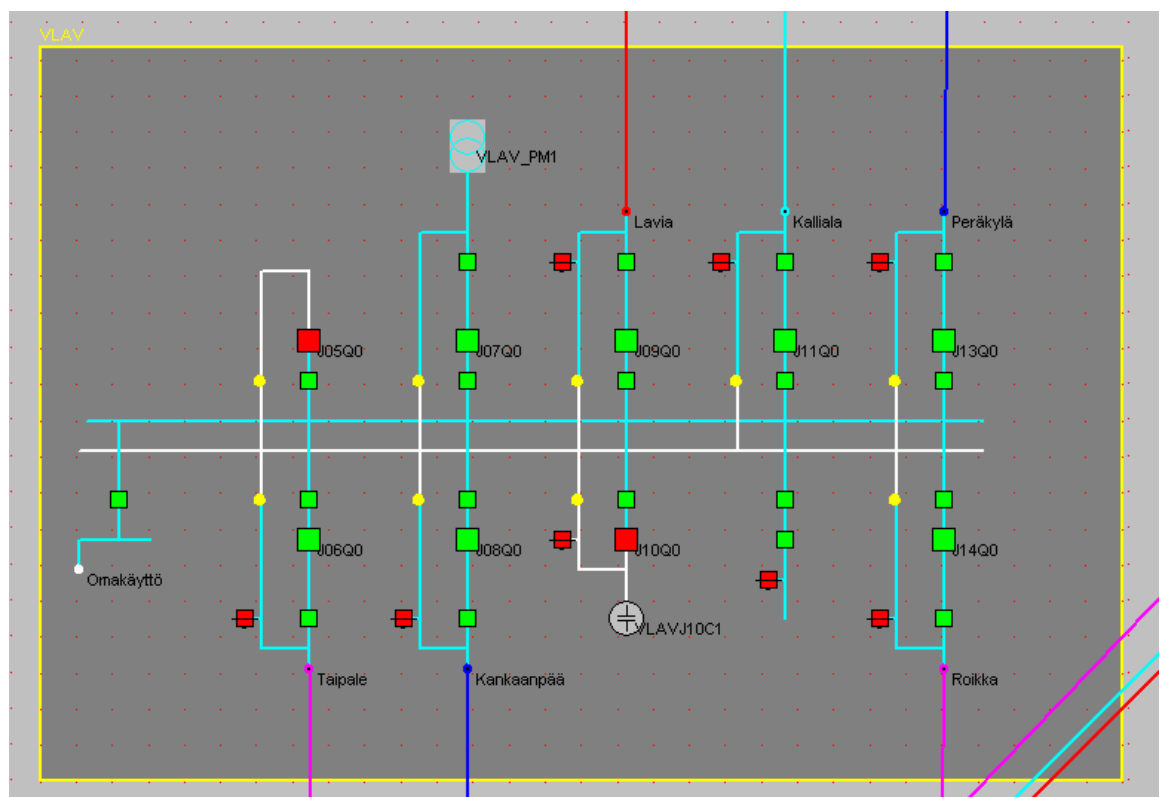 VLAV
VLAV_PM1
Lavia
Kalliala
Peräkylä
J05Q0
J07Q0
J09Q0
J11Q0
J13Q0
J06Q0
J08Q0
J10Q0
J14Q0
Omakäyttö
VLAVJ10C1
Taipale
Kankaanpää
Roikka